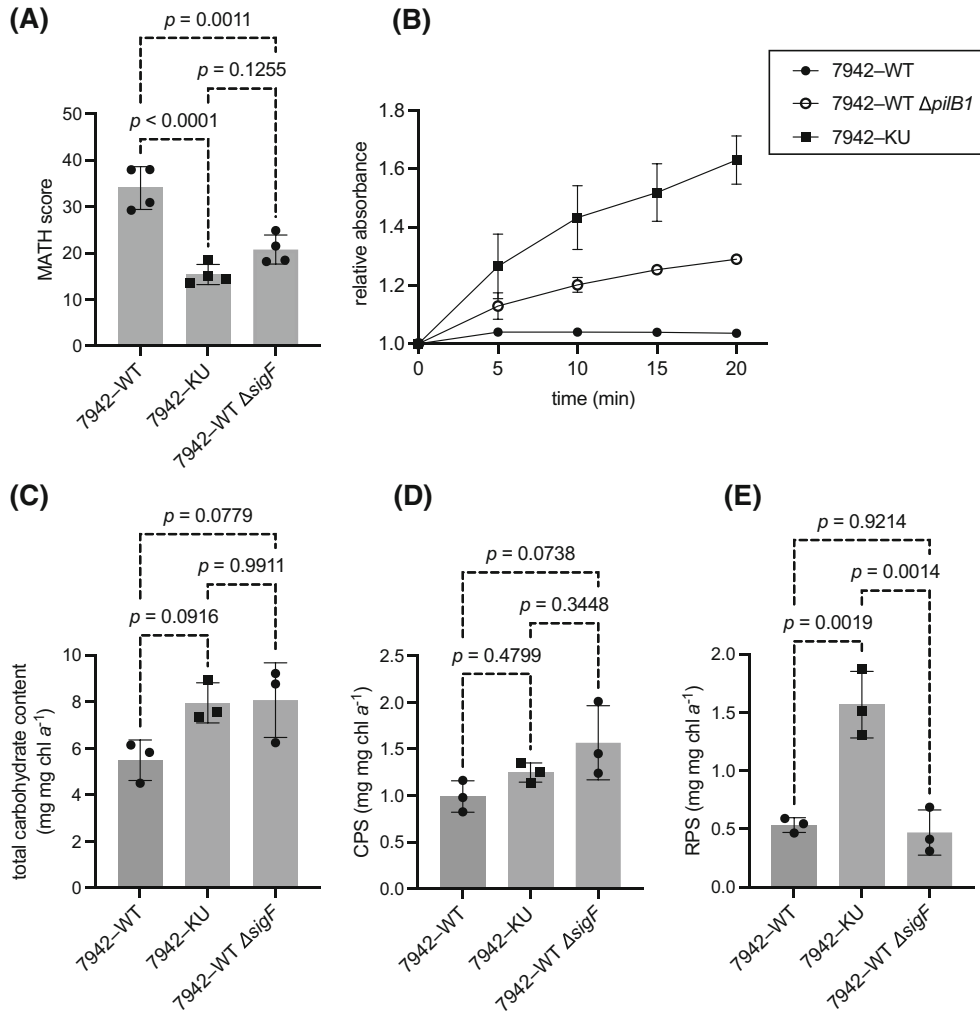 (A)
p = 0.0011
p = 0.1255
p < 0.0001
MATH score
50
40
30
20
10
0
7942–WT
7942–KU
7942–WT ΔsigF
(B)
7942–WT
7942–WT ΔpilB1
7942–KU
relative absorbance
1.8
1.6
1.4
1.2
1.0
0
5
10
15
20
time (min)
(C)
p = 0.0779
p = 0.9911
p = 0.0916
total carbohydrate content
(mg mg chl a⁻¹)
10
8
6
4
2
0
7942–WT
7942–KU
7942–WT ΔsigF
(D)
p = 0.0738
p = 0.3448
p = 0.4799
CPS (mg mg chl a⁻¹)
2.5
2.0
1.5
1.0
0.5
0.0
7942–WT
7942–KU
7942–WT ΔsigF
(E)
p = 0.9214
p = 0.0014
p = 0.0019
RPS (mg mg chl a⁻¹)
2.0
1.5
1.0
0.5
0.0
7942–WT
7942–KU
7942–WT ΔsigF